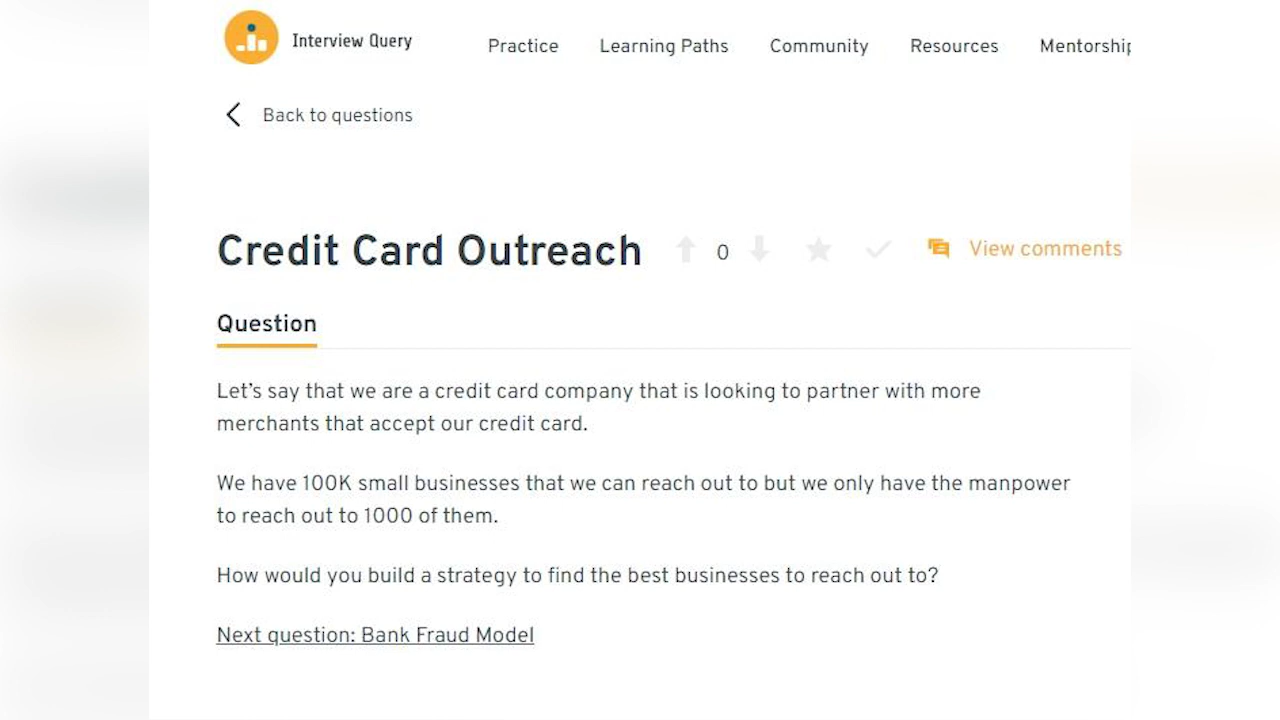 Interview Query
Practice
Learning Paths
Community
Resources
Mentorship
Back to questions
Credit Card Outreach
0
View comments
Question
Let’s say that we are a credit card company that is looking to partner with more
merchants that accept our credit card.
We have 100K small businesses that we can reach out to but we only have the manpower
to reach out to 1000 of them.
How would you build a strategy to find the best businesses to reach out to?
Next question: Bank Fraud Model